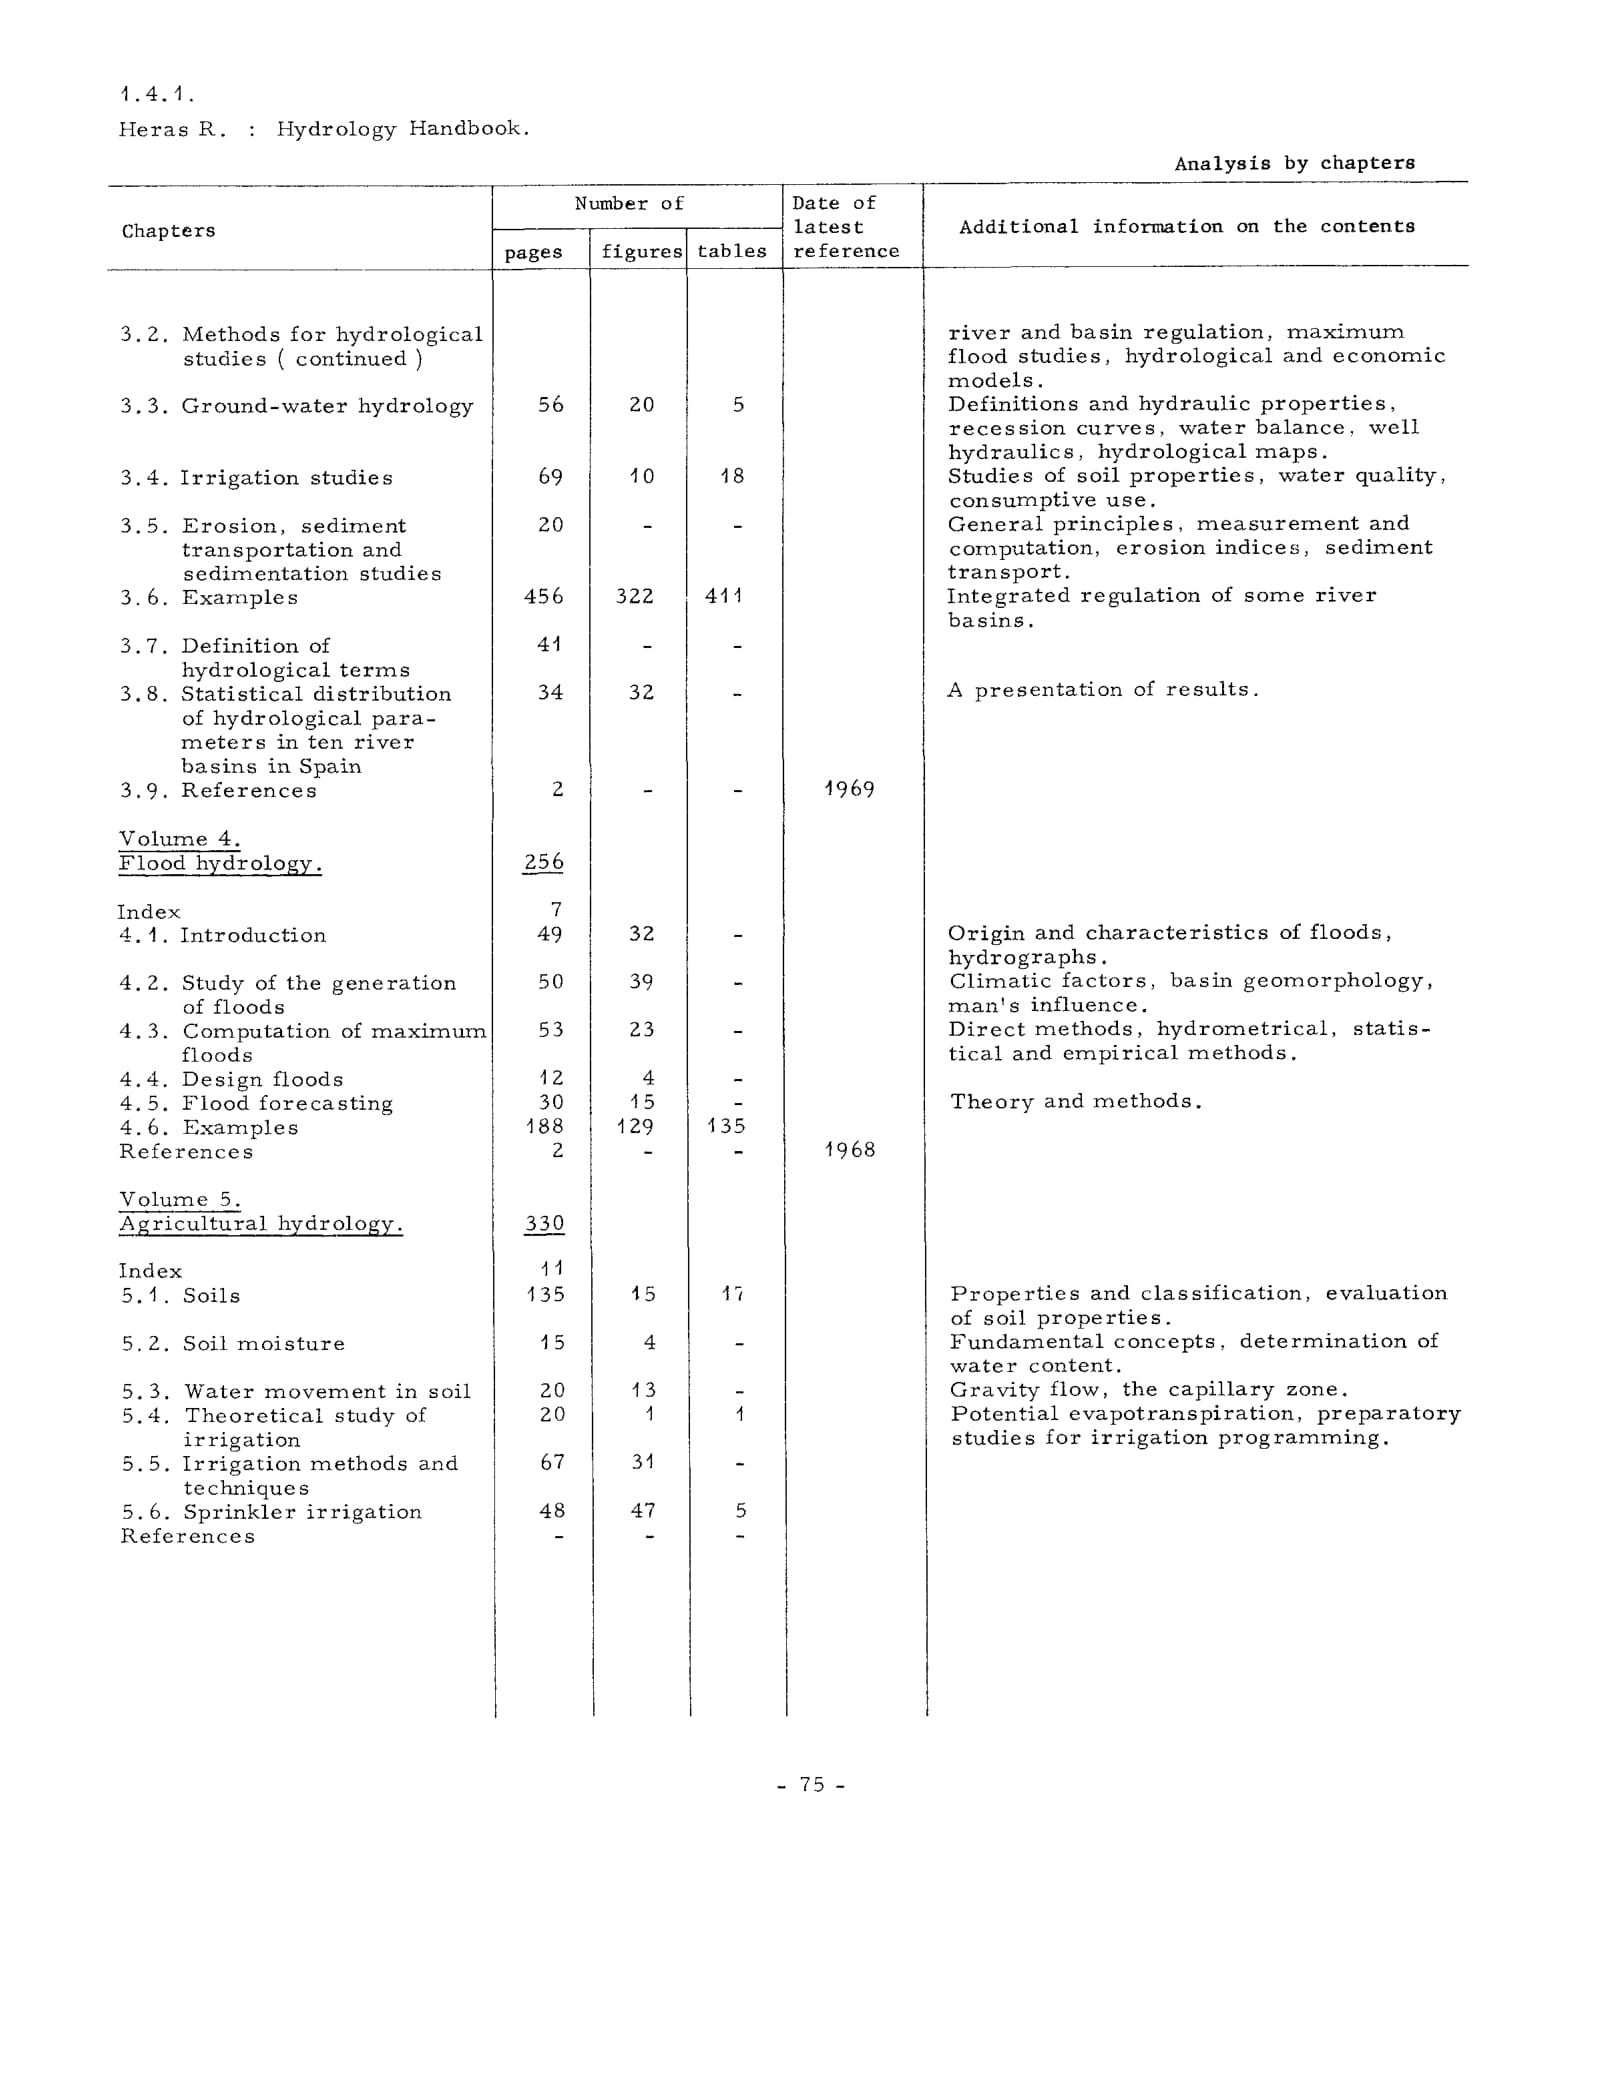 1.4.1.
Heras R. : Hydrology Handbook.
Analysis by chapters
Chapters
Number of
pages figures tables
Date of
latest
reference
Additional information on the contents
3.2. Methods for hydrological river and basin regulation, maximum
studies ( continued ) flood studies, hydrological and economic
models.
3.3. Ground-water hydrology 56 20 5 Definitions and hydraulic properties,
recession curves, water balance, well
hydraulics, hydrological maps.
3.4. Irrigation studies 69 10 18 Studies of soil properties, water quality,
consumptive use.
3.5. Erosion, sediment 20 - - General principles, measurement and
transportation and computation, erosion indices, sediment
sedimentation studies transport.
3.6. Examples 456 322 411 Integrated regulation of some river
basins.
3.7. Definition of 41 - -
hydrological terms
3.8. Statistical distribution 34 32 - A presentation of results.
of hydrological para-
meters in ten river
basins in Spain
3.9. References 2 - - 1969
Volume 4.
Flood hydrology. 256
Index 7
4.1. Introduction 49 32 - Origin and characteristics of floods,
hydrographs.
4.2. Study of the generation 50 39 - Climatic factors, basin geomorphology,
of floods man's influence.
4.3. Computation of maximum 53 23 - Direct methods, hydrometrical, statis-
floods tical and empirical methods.
4.4. Design floods 12 4 -
4.5. Flood forecasting 30 15 - Theory and methods.
4.6. Examples 188 129 135
References 2 - - 1968
Volume 5.
Agricultural hydrology. 330
Index 11
5.1. Soils 135 15 17 Properties and classification, evaluation
of soil properties.
5.2. Soil moisture 15 4 - Fundamental concepts, determination of
water content.
5.3. Water movement in soil 20 13 - Gravity flow, the capillary zone.
5.4. Theoretical study of 20 1 1 Potential evapotranspiration, preparatory
irrigation studies for irrigation programming.
5.5. Irrigation methods and 67 31 -
techniques
5.6. Sprinkler irrigation 48 47 5
References - - -
- 75 -